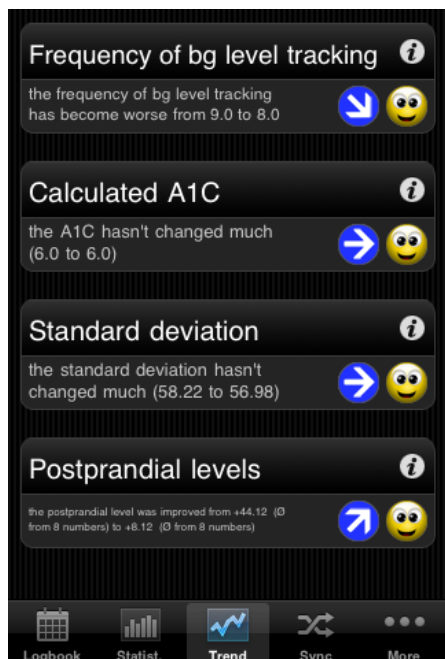 Frequency of bg level tracking
the frequency of bg level tracking
has become worse from 9.0 to 8.0
Calculated A1C
the A1C hasn't changed much
(6.0 to 6.0)
Standard deviation
the standard deviation hasn't
changed much (58.22 to 56.98)
Postprandial levels
the postprandial level was improved from +44.12 (Ø
from 8 numbers) to +8.12 (Ø from 8 numbers)
Logbook Statist. Trend Sync More